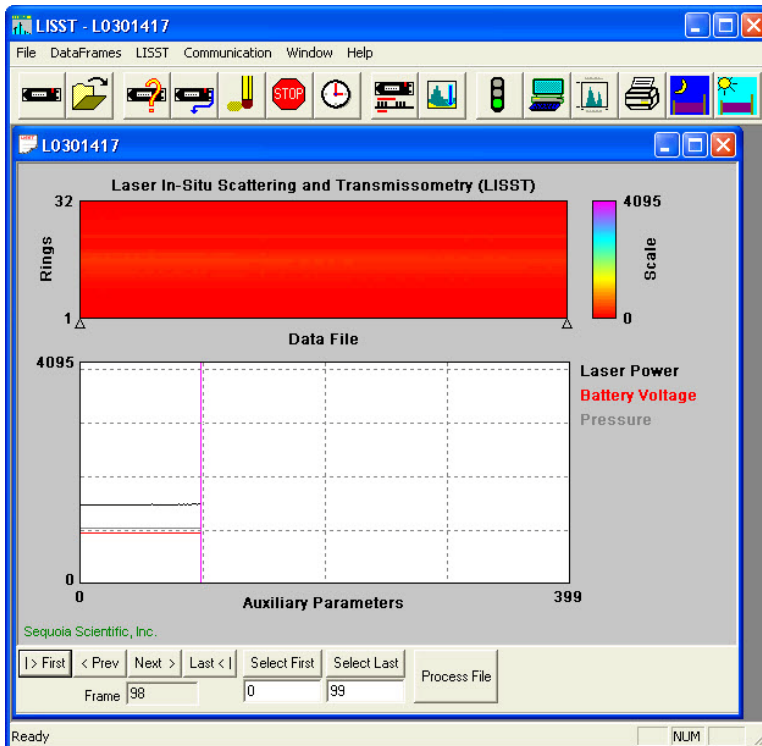 LISST - L0301417
File DataFrames LISST Communication Window Help
STOP
L0301417
Laser In-Situ Scattering and Transmissometry (LISST)
32
Rings
1
4095
Scale
0
Data File
4095
Laser Power
Battery Voltage
Pressure
0
0
Auxiliary Parameters
399
Sequoia Scientific, Inc.
|> First < Prev Next > Last <| Select First Select Last Process File
Frame 98 0 99
Ready NUM